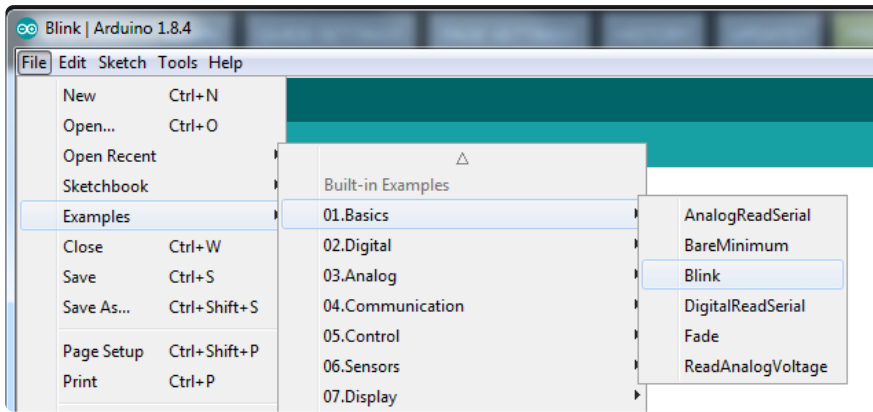 Blink | Arduino 1.8.4
File Edit Sketch Tools Help
New Ctrl+N
Open... Ctrl+O
Open Recent
Sketchbook
Examples
Close Ctrl+W
Save Ctrl+S
Save As... Ctrl+Shift+S
Page Setup Ctrl+Shift+P
Print Ctrl+P
Built-in Examples
01.Basics
02.Digital
03.Analog
04.Communication
05.Control
06.Sensors
07.Display
AnalogReadSerial
BareMinimum
Blink
DigitalReadSerial
Fade
ReadAnalogVoltage